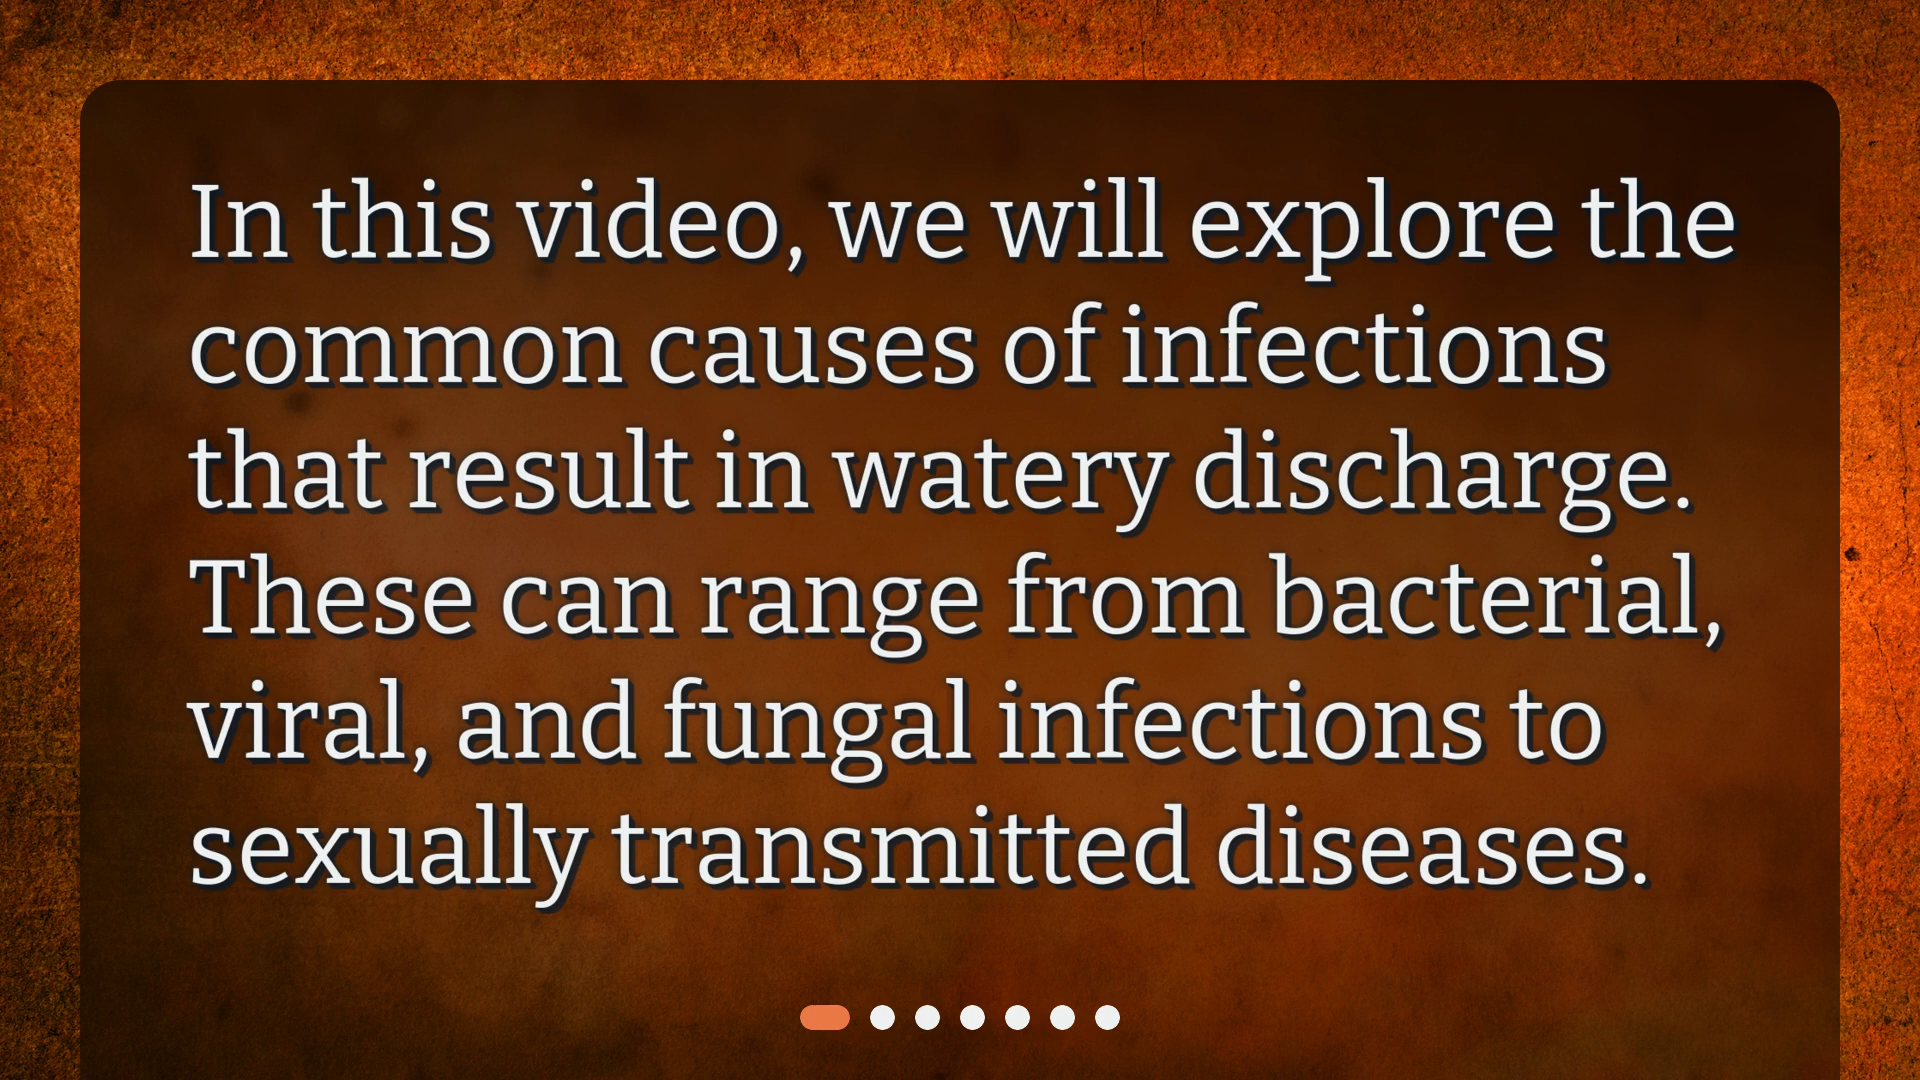 In this video, we will explore the
common causes of infections
that result in watery discharge.
These can range from bacterial,
viral, and fungal infections to
sexually transmitted diseases.